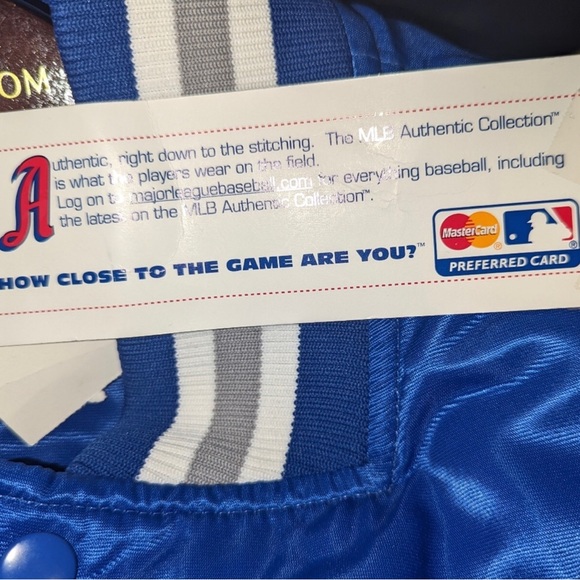 OM
Authentic, right down to the stitching. The MLB Authentic Collection™
is what the players wear on the field.
Log on to majorleaguebaseball.com for everything baseball, including
the latest on the MLB Authentic Collection™.
HOW CLOSE TO THE GAME ARE YOU?™
MasterCard
PREFERRED CARD®